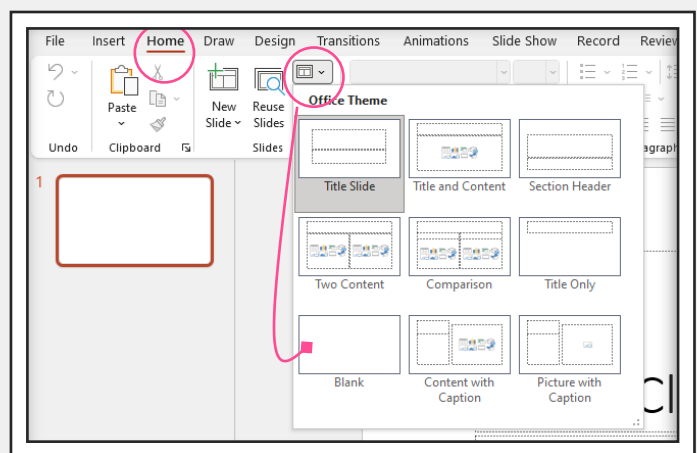 File Insert Home Draw Design Transitions Animations Slide Show Record Review
Paste
New
Slide
Reuse
Slides
Undo Clipboard Slides agraph
Office Theme
Title Slide Title and Content Section Header
Two Content Comparison Title Only
Blank Content with
Caption Picture with
Caption
1
Cl